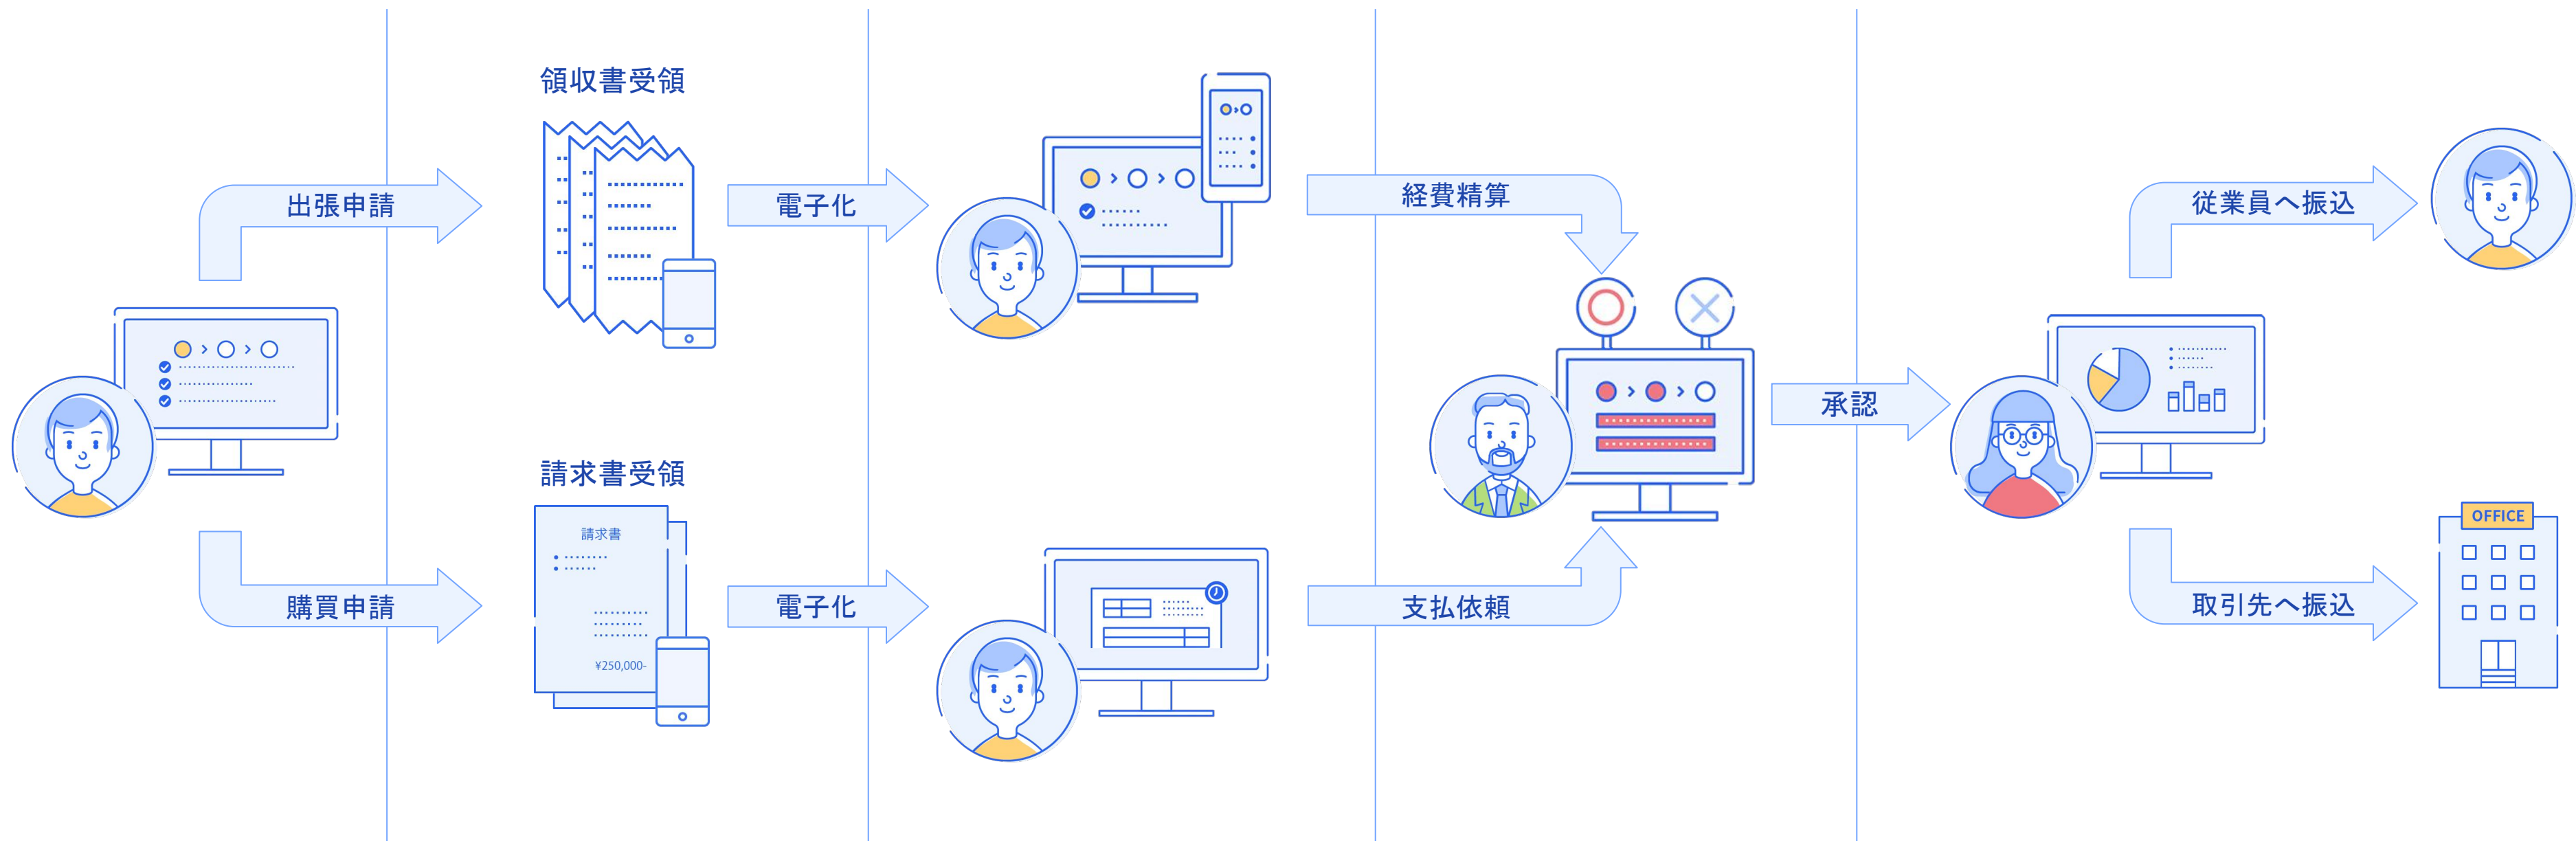 領収書受領
出張申請
電子化
経費精算
従業員へ振込
承認
請求書受領
請求書
¥250,000-
購買申請
電子化
支払依頼
取引先へ振込
OFFICE